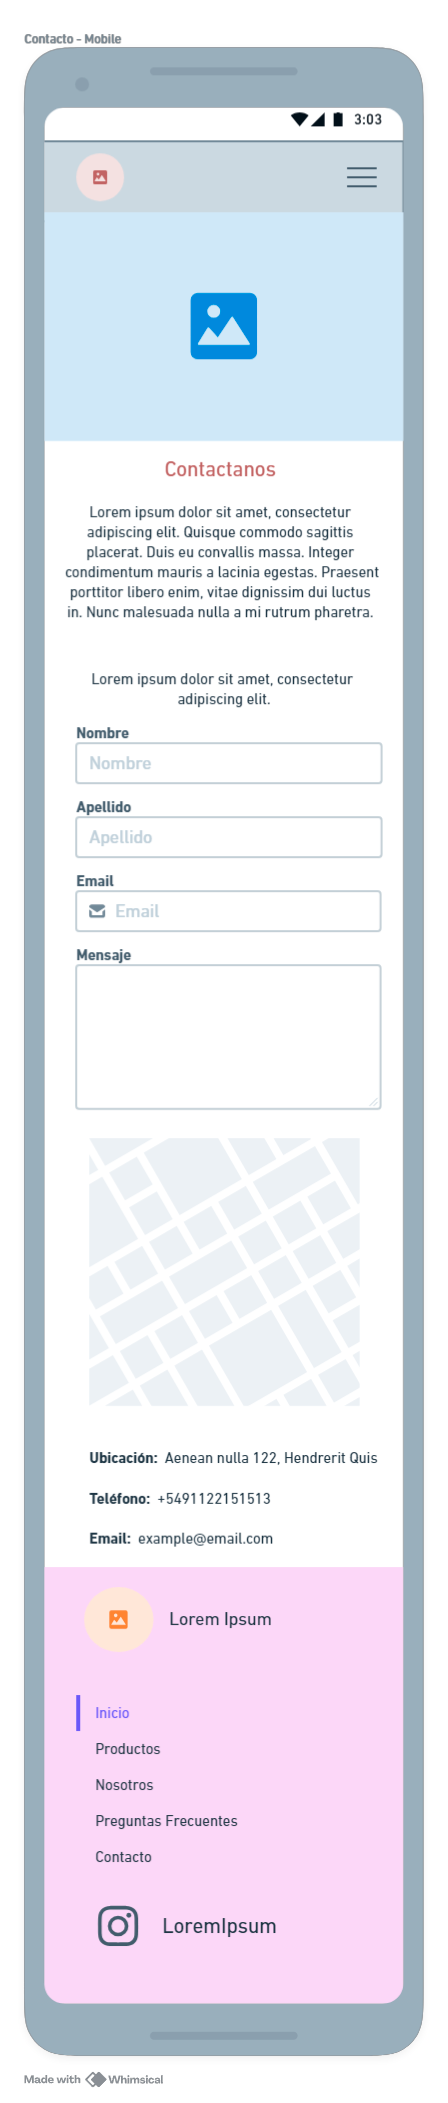 Contacto - Mobile
3:03
Contactanos
Lorem ipsum dolor sit amet, consectetur
adipiscing elit. Quisque commodo sagittis
placerat. Duis eu convallis massa. Integer
condimentum mauris a lacinia egestas. Praesent
porttitor libero enim, vitae dignissim dui luctus
in. Nunc malesuada nulla a mi rutrum pharetra.
Lorem ipsum dolor sit amet, consectetur
adipiscing elit.
Nombre
Nombre
Apellido
Apellido
Email
Email
Mensaje
Ubicación: Aenean nulla 122, Hendrerit Quis
Teléfono: +5491122151513
Email: example@email.com
Lorem Ipsum
Inicio
Productos
Nosotros
Preguntas Frecuentes
Contacto
LoremIpsum
Made with Whimsical